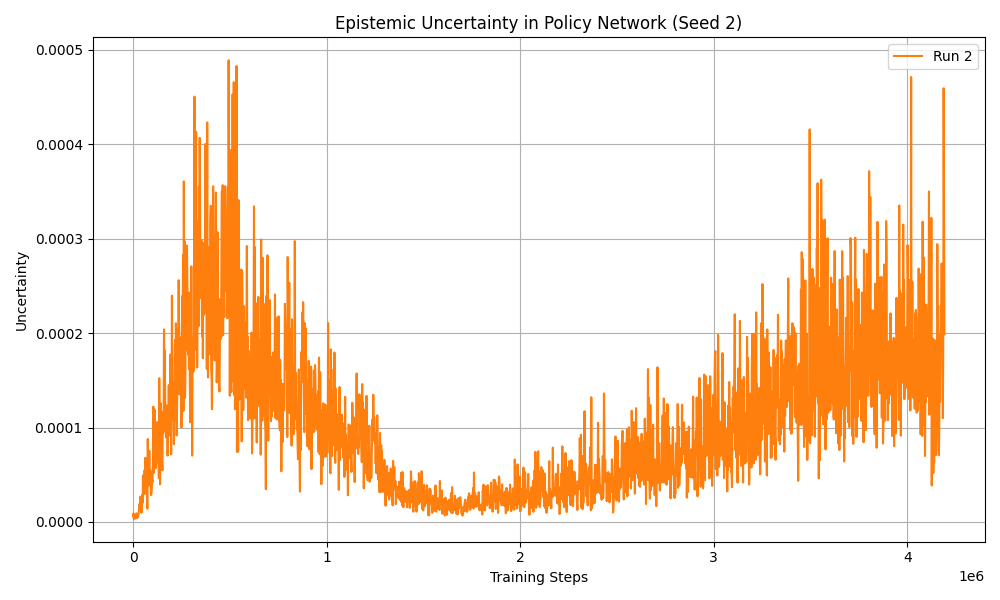 Epistemic Uncertainty in Policy Network (Seed 2)
Run 2
Uncertainty
0.0005
0.0004
0.0003
0.0002
0.0001
0.0000
0
1
2
3
4
1e6
Training Steps